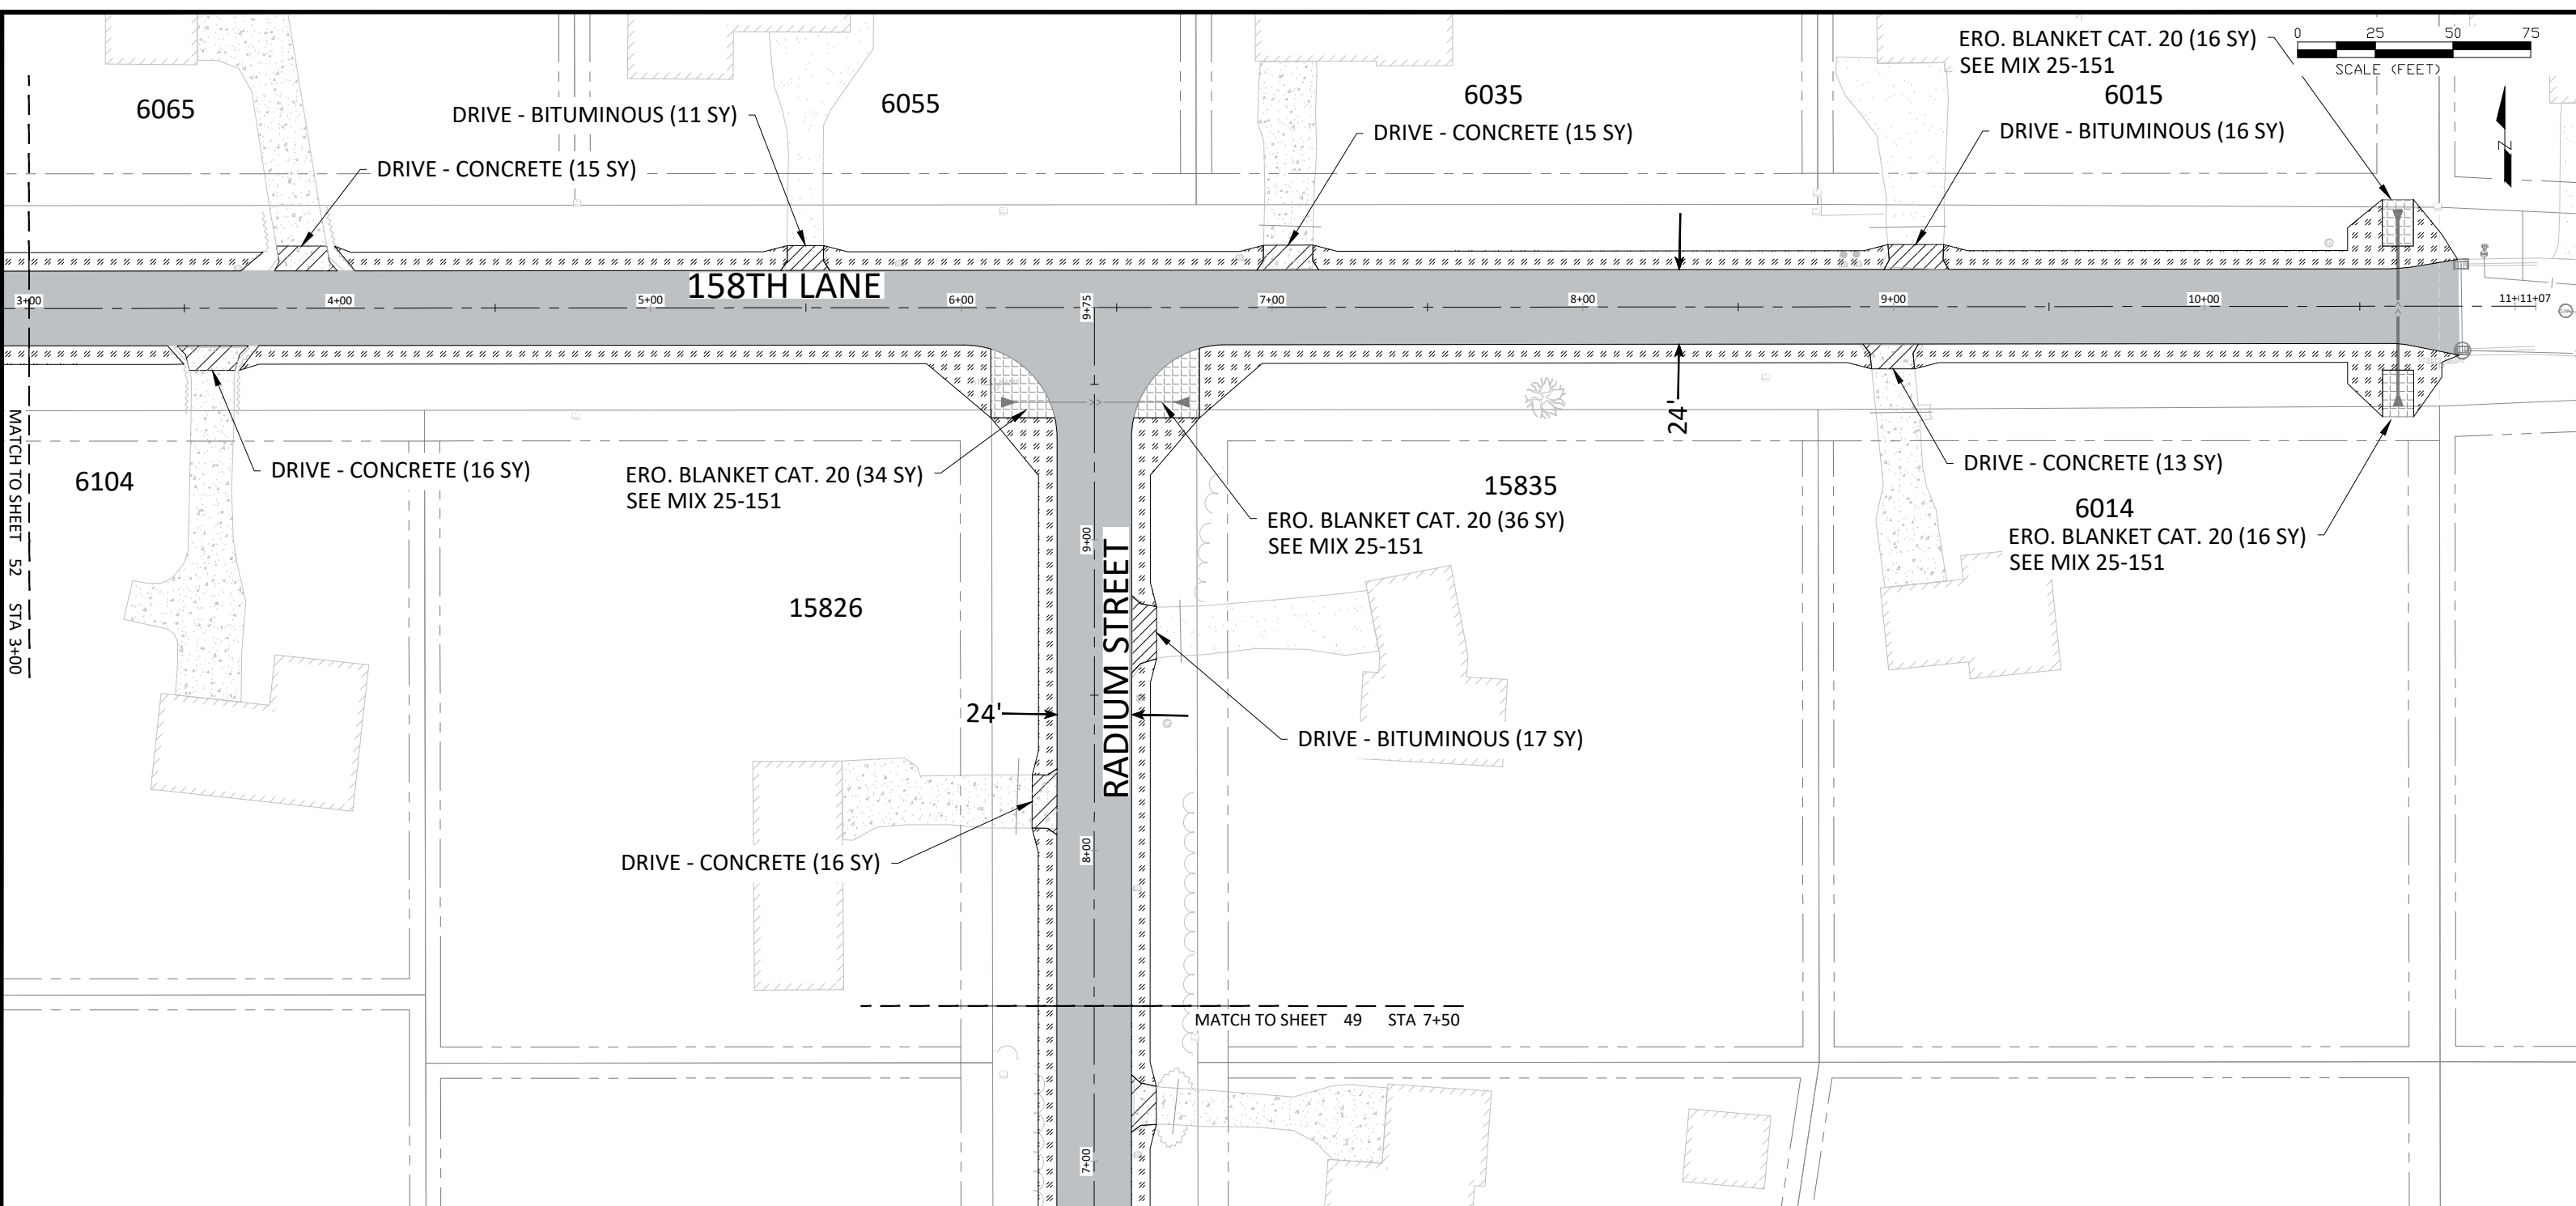 ERO. BLANKET CAT. 20 (16 SY)
SEE MIX 25-151
0 25 50 75
SCALE (FEET)
N
6065
6055
6035
6015
DRIVE - BITUMINOUS (11 SY)
DRIVE - CONCRETE (15 SY)
DRIVE - CONCRETE (15 SY)
DRIVE - BITUMINOUS (16 SY)
158TH LANE
3+00 4+00 5+00 6+00 7+00 8+00 9+00 10+00 11+07
9+75
24'
MATCH TO SHEET 52 STA 3+00
6104
DRIVE - CONCRETE (16 SY)
ERO. BLANKET CAT. 20 (34 SY)
SEE MIX 25-151
15835
ERO. BLANKET CAT. 20 (36 SY)
SEE MIX 25-151
DRIVE - CONCRETE (13 SY)
6014
ERO. BLANKET CAT. 20 (16 SY)
SEE MIX 25-151
9+00
RADIUM STREET
15826
24'
DRIVE - BITUMINOUS (17 SY)
DRIVE - CONCRETE (16 SY)
8+00
MATCH TO SHEET 49 STA 7+50
7+00